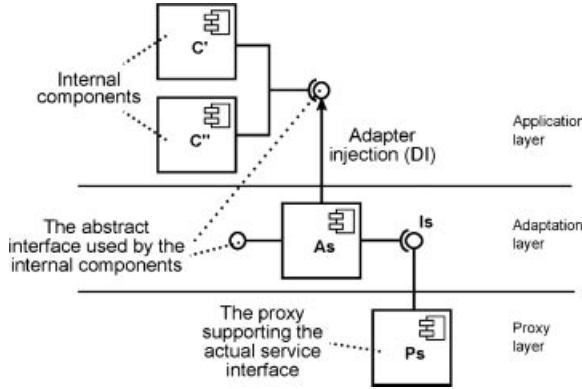 C'
Internal
components
C"
Adapter
injection (DI)
Application
layer
The abstract
interface used by the
internal components
As
Is
Adaptation
layer
The proxy
supporting the
actual service
interface
Ps
Proxy
layer